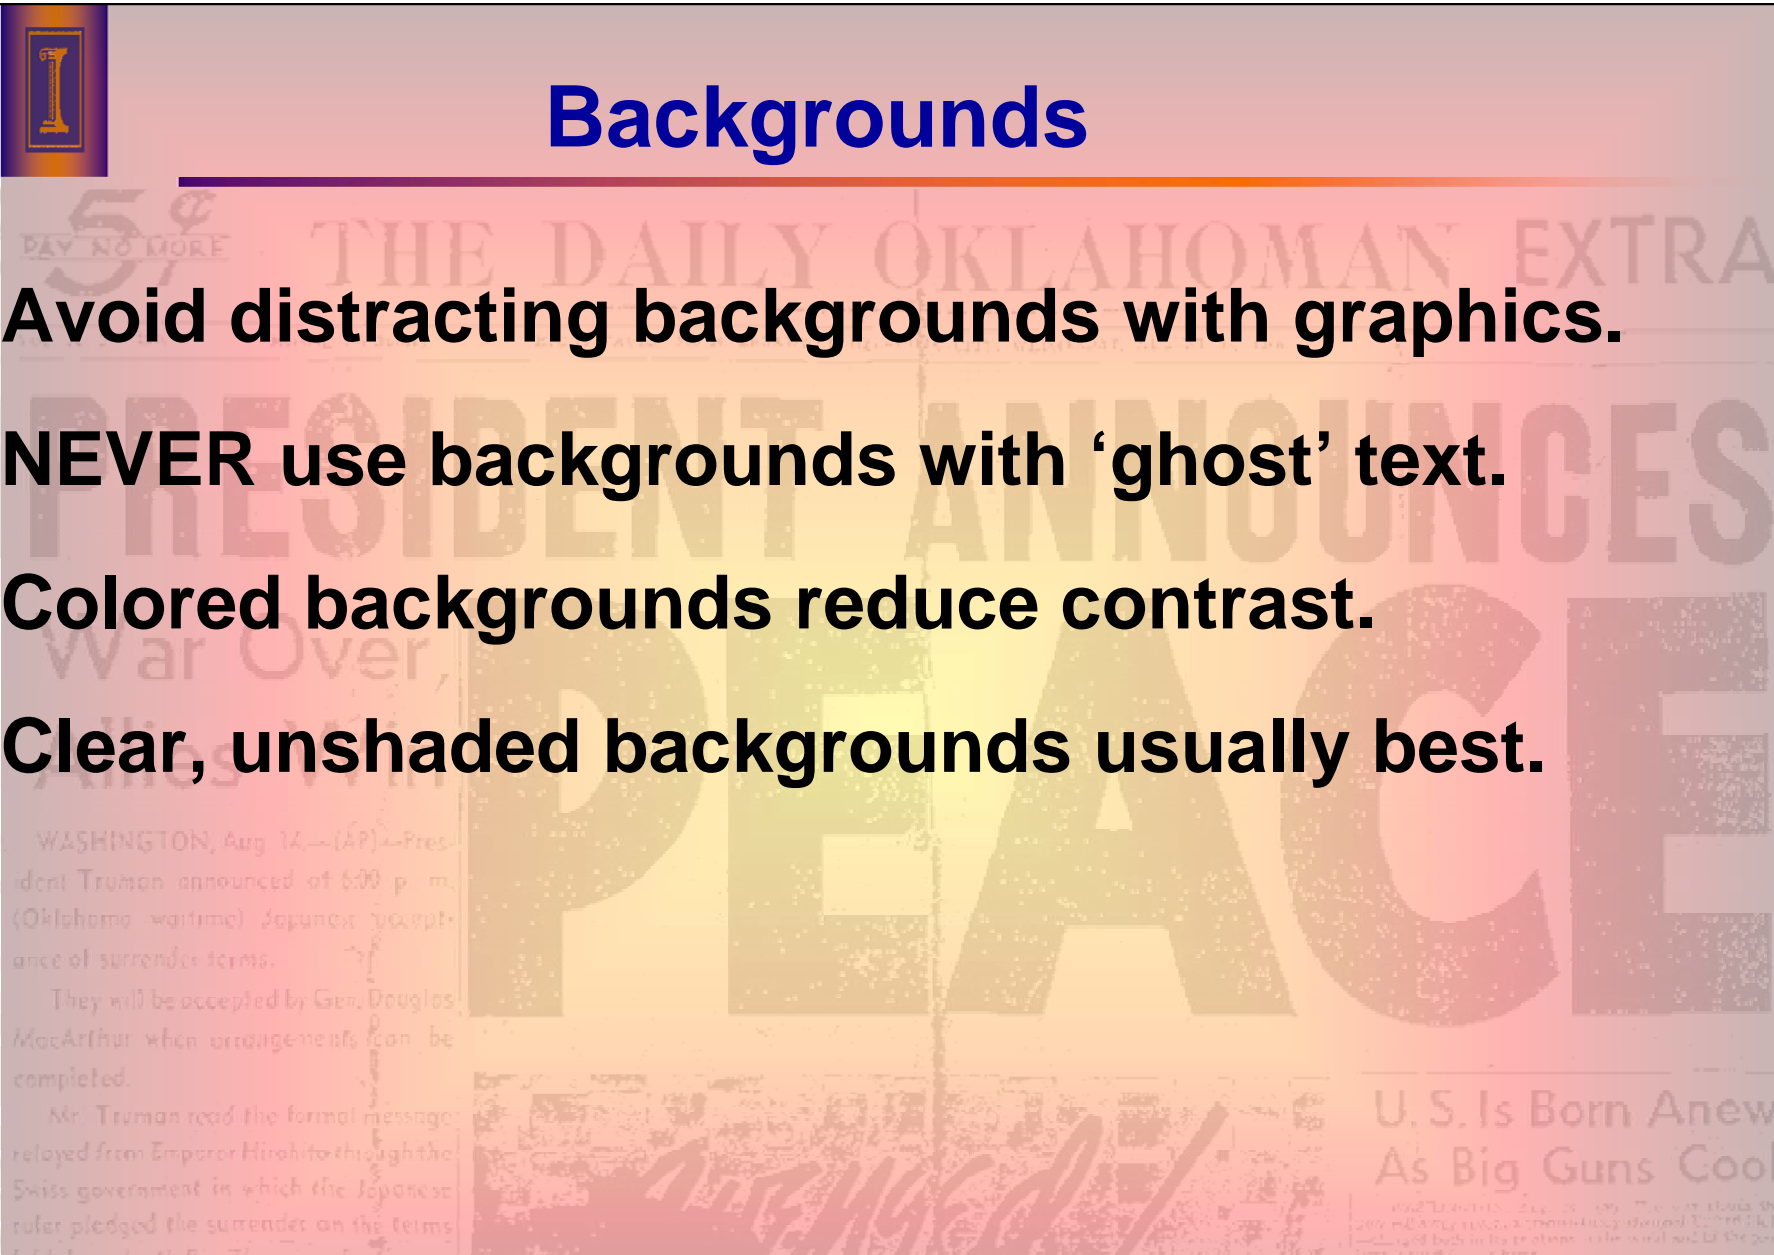 I
Backgrounds
5¢
PAY NO MORE
THE DAILY OKLAHOMAN EXTRA
Avoid distracting backgrounds with graphics.
PRESIDENT ANNOUNCES
NEVER use backgrounds with ‘ghost’ text.
Colored backgrounds reduce contrast.
War Over,
PEACE
Clear, unshaded backgrounds usually best.
Allies Win
WASHINGTON, Aug. 14.—(AP)—Pres-
ident Truman announced at 6:00 p. m.
(Oklahoma wartime) Japanese accept-
ance of surrender terms.
They will be accepted by Gen. Douglas
MacArthur when arrangements can be
completed.
Mr. Truman read the formal message
relayed from Emperor Hirohito through the
Swiss government in which the Japanese
ruler pledged the surrender on the terms
avenged!
U. S. Is Born Anew
As Big Guns Cool